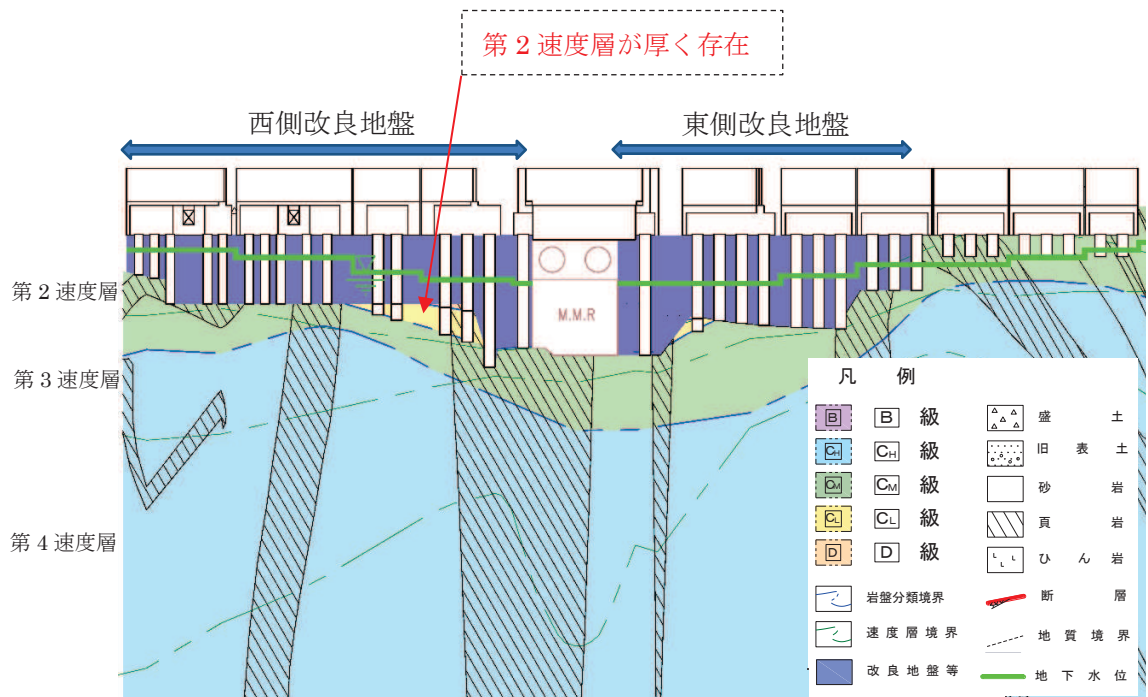 第 2 速度層が厚く存在
西側改良地盤
東側改良地盤
M.M.R
第 2 速度層
第 3 速度層
第 4 速度層
凡 例
B B 級
CH CH 級
CM CM 級
CL CL 級
D D 級
岩盤分類境界
速度層境界
改良地盤等
盛土
旧表土
砂岩
頁岩
ひん岩
断層
地質境界
地下水位